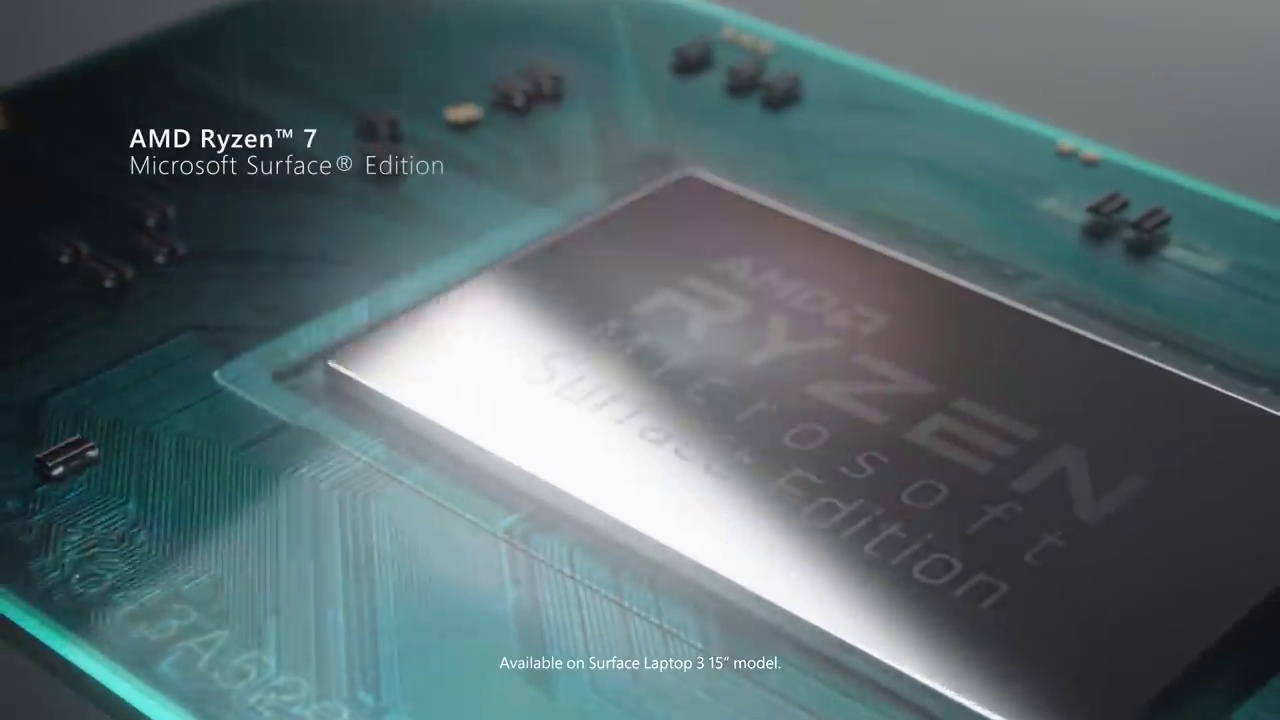 AMD Ryzen™ 7
Microsoft Surface® Edition
AMD
RYZEN
Microsoft
Surface Edition
Available on Surface Laptop 3 15” model.